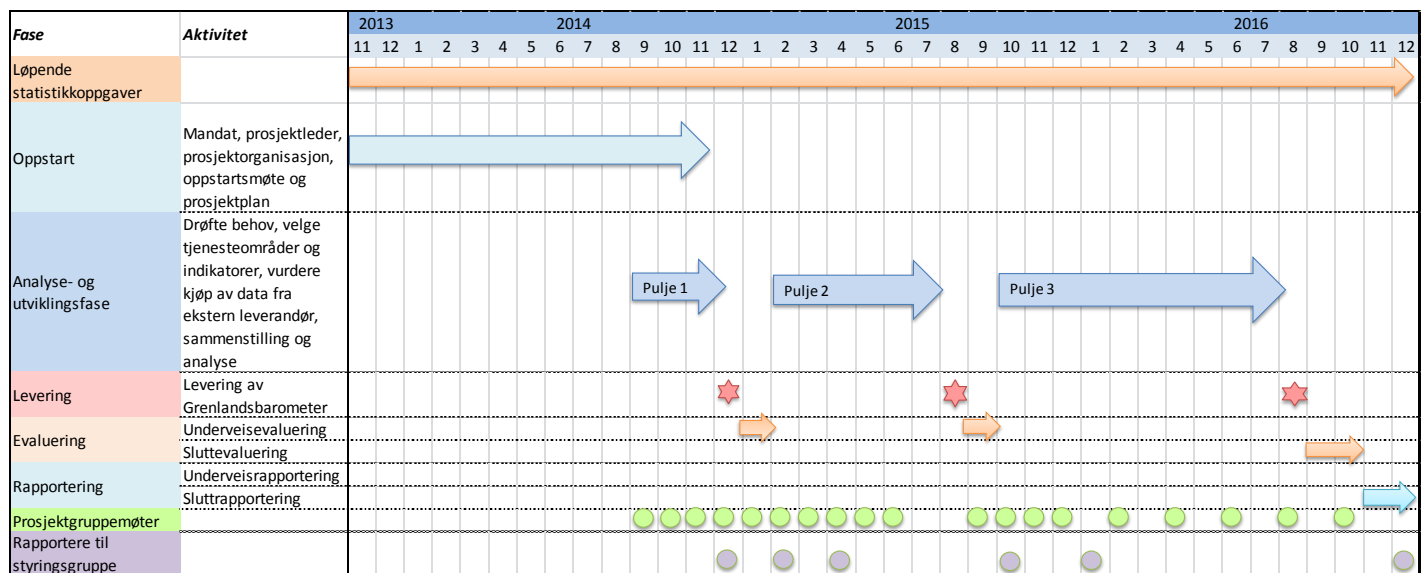 Fase Aktivitet 2013 2014 2015 2016
11 12 1 2 3 4 5 6 7 8 9 10 11 12 1 2 3 4 5 6 7 8 9 10 11 12 1 2 3 4 5 6 7 8 9 10 11 12
Løpende
statistikkoppgaver
Oppstart
Mandat, prosjektleder,
prosjektorganisasjon,
oppstartsmøte og
prosjektplan
Analyse- og
utviklingsfase
Drøfte behov, velge
tjenesteområder og
indikatorer, vurdere
kjøp av data fra
ekstern leverandør,
sammenstilling og
analyse
Pulje 1
Pulje 2
Pulje 3
Levering
Levering av
Grenlandsbarometer
Evaluering
Underveisevaluering
Sluttevaluering
Rapportering
Underveisrapportering
Sluttrapportering
Prosjektgruppemøter
Rapportere til
styringsgruppe